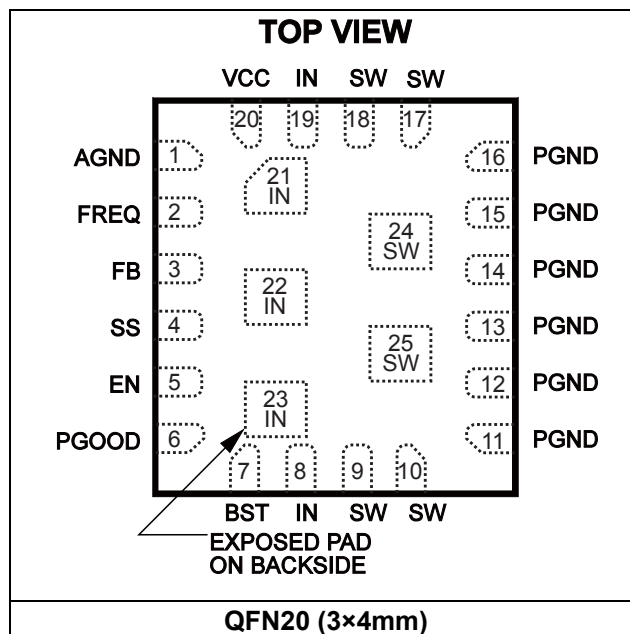 TOP VIEW
VCC IN SW SW
20 19 18 17
AGND 1 16 PGND
21
IN
FREQ 2 15 PGND
24
SW
FB 3 14 PGND
22
IN
SS 4 13 PGND
25
SW
EN 5 12 PGND
23
IN
PGOOD 6 11 PGND
7 8 9 10
BST IN SW SW
EXPOSED PAD
ON BACKSIDE
QFN20 (3×4mm)